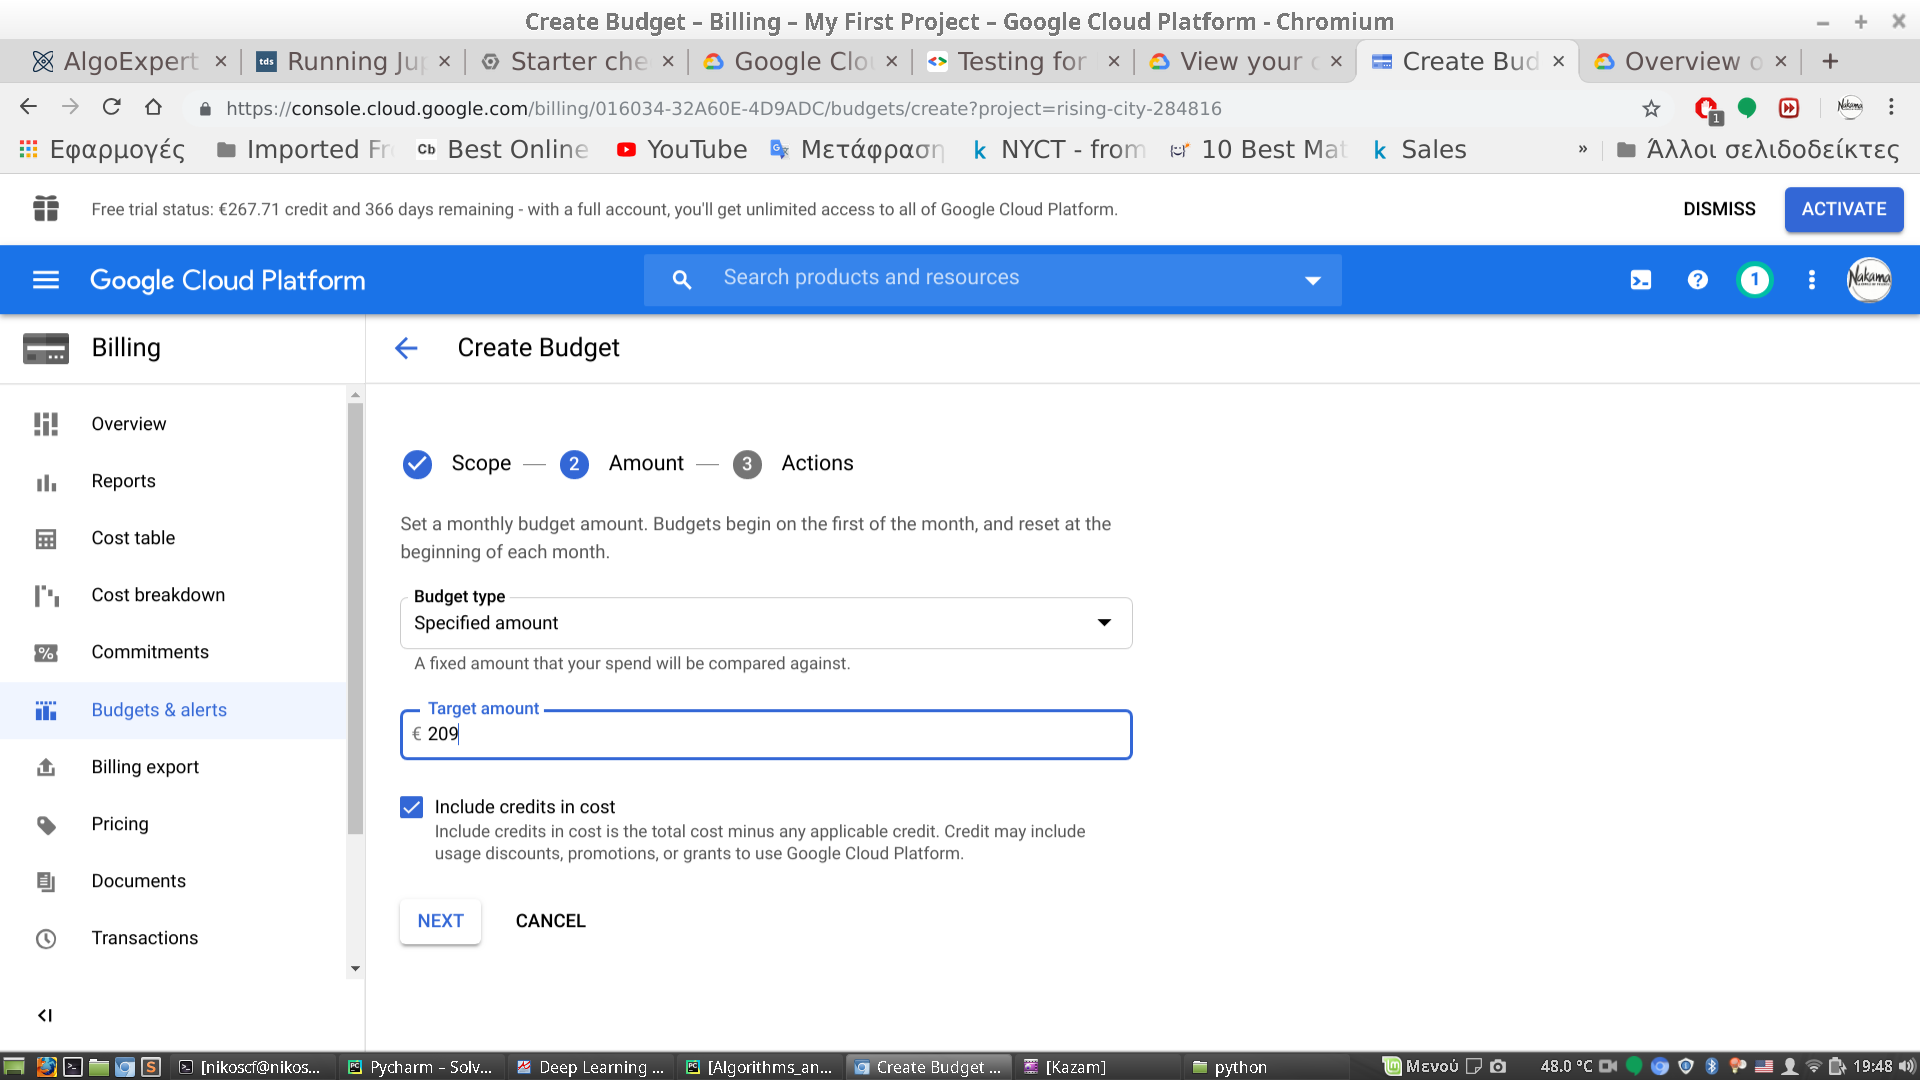 Create Budget – Billing – My First Project – Google Cloud Platform - Chromium
AlgoExpert
Running Jup
Starter che
Google Clou
Testing for
View your c
Create Bud
Overview o
https://console.cloud.google.com/billing/016034-32A60E-4D9ADC/budgets/create?project=rising-city-284816
1
Εφαρμογές
Imported Fr
Cb Best Online
YouTube
Μετάφραση
k NYCT - from
10 Best Mat
k Sales
»
Άλλοι σελιδοδείκτες
Free trial status: €267.71 credit and 366 days remaining - with a full account, you'll get unlimited access to all of Google Cloud Platform.
DISMISS
ACTIVATE
Google Cloud Platform
Search products and resources
1
Nakama
Billing
Create Budget
Overview
Reports
Cost table
Cost breakdown
Commitments
Budgets & alerts
Billing export
Pricing
Documents
Transactions
Scope
2 Amount
3 Actions
Set a monthly budget amount. Budgets begin on the first of the month, and reset at the
beginning of each month.
Budget type
Specified amount
A fixed amount that your spend will be compared against.
Target amount
€ 209
Include credits in cost
Include credits in cost is the total cost minus any applicable credit. Credit may include
usage discounts, promotions, or grants to use Google Cloud Platform.
NEXT
CANCEL
[nikoscf@nikos...
Pycharm – Solv...
Deep Learning ...
[Algorithms_an...
Create Budget ...
[Kazam]
python
Μενού
48.0 °C
19:48